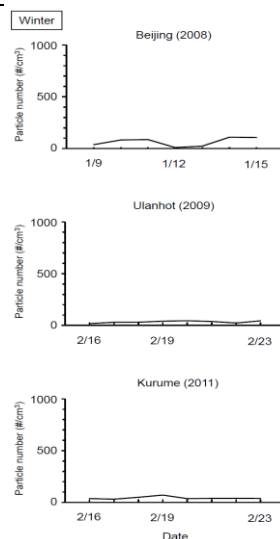 Winter
Beijing (2008)
Particle number (#/cm³)
1000
500
0
1/9 1/12 1/15
Ulanhot (2009)
Particle number (#/cm³)
1000
500
0
2/16 2/19 2/23
Kurume (2011)
Particle number (#/cm³)
1000
500
0
2/16 2/19 2/23
Date